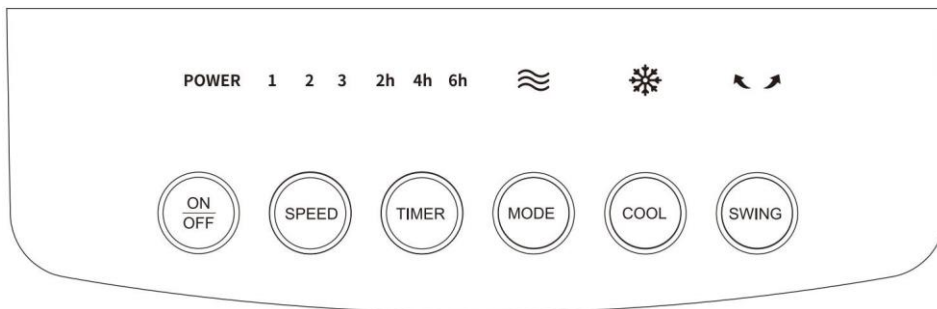 POWER 1 2 3 2h 4h 6h
ON
OFF
SPEED TIMER MODE COOL SWING